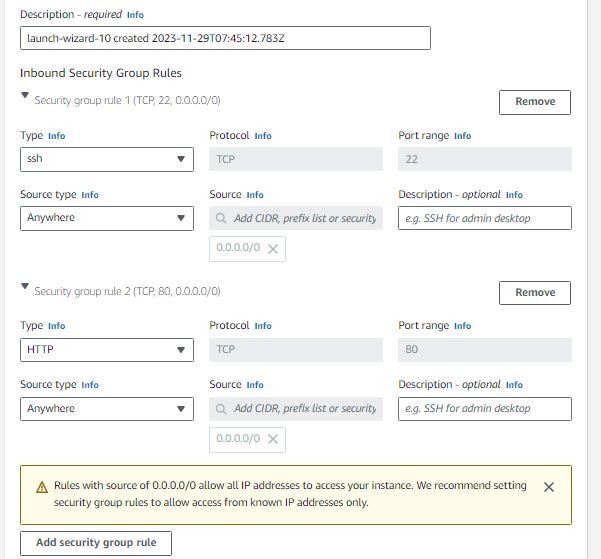 Description - required Info
launch-wizard-10 created 2023-11-29T07:45:12.783Z
Inbound Security Group Rules
Security group rule 1 (TCP, 22, 0.0.0.0/0)
Remove
Type Info Protocol Info Port range Info
ssh TCP 22
Source type Info Source Info Description - optional Info
Anywhere Add CIDR, prefix list or security e.g. SSH for admin desktop
0.0.0.0/0
Security group rule 2 (TCP, 80, 0.0.0.0/0)
Remove
Type Info Protocol Info Port range Info
HTTP TCP 80
Source type Info Source Info Description - optional Info
Anywhere Add CIDR, prefix list or security e.g. SSH for admin desktop
0.0.0.0/0
Rules with source of 0.0.0.0/0 allow all IP addresses to access your instance. We recommend setting
security group rules to allow access from known IP addresses only.
Add security group rule